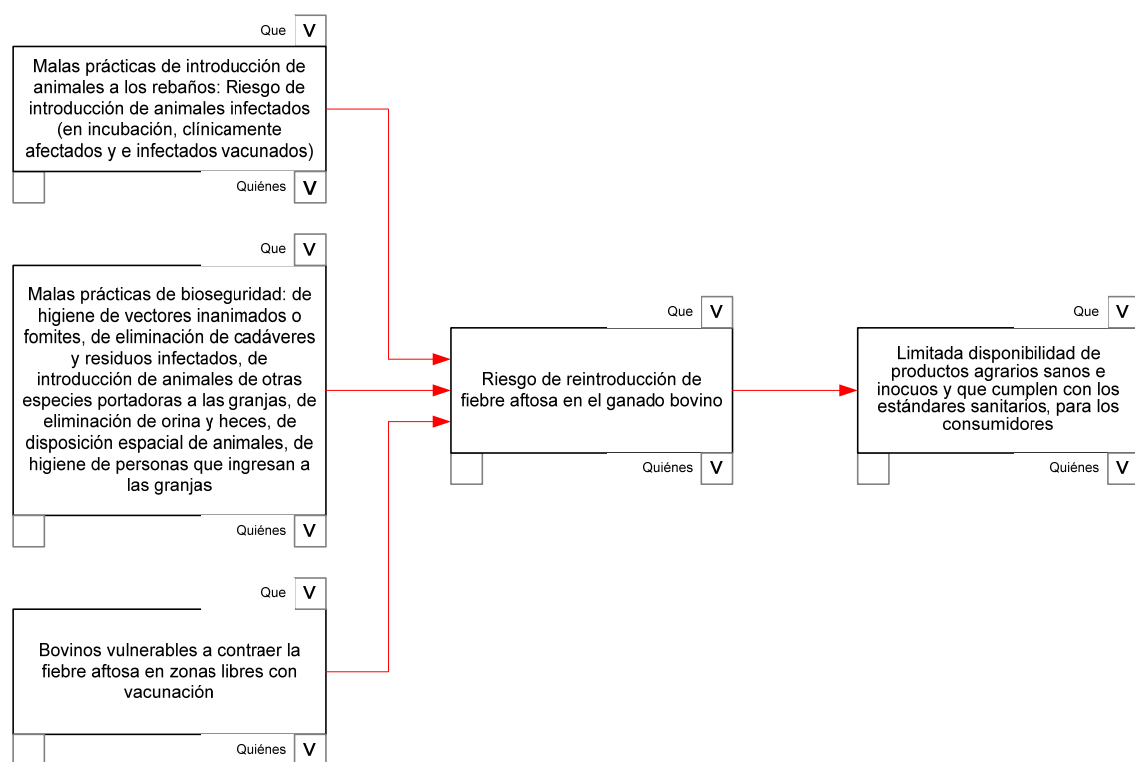 Que V
Malas prácticas de introducción de
animales a los rebaños: Riesgo de
introducción de animales infectados
(en incubación, clínicamente
afectados y e infectados vacunados)
Quiénes V
Que V
Malas prácticas de bioseguridad: de
higiene de vectores inanimados o
fomites, de eliminación de cadáveres
y residuos infectados, de
introducción de animales de otras
especies portadoras a las granjas, de
eliminación de orina y heces, de
disposición espacial de animales, de
higiene de personas que ingresan a
las granjas
Quiénes V
Que V
Bovinos vulnerables a contraer la
fiebre aftosa en zonas libres con
vacunación
Quiénes V
Que V
Riesgo de reintroducción de
fiebre aftosa en el ganado bovino
Quiénes V
Que V
Limitada disponibilidad de
productos agrarios sanos e
inocuos y que cumplen con los
estándares sanitarios, para los
consumidores
Quiénes V